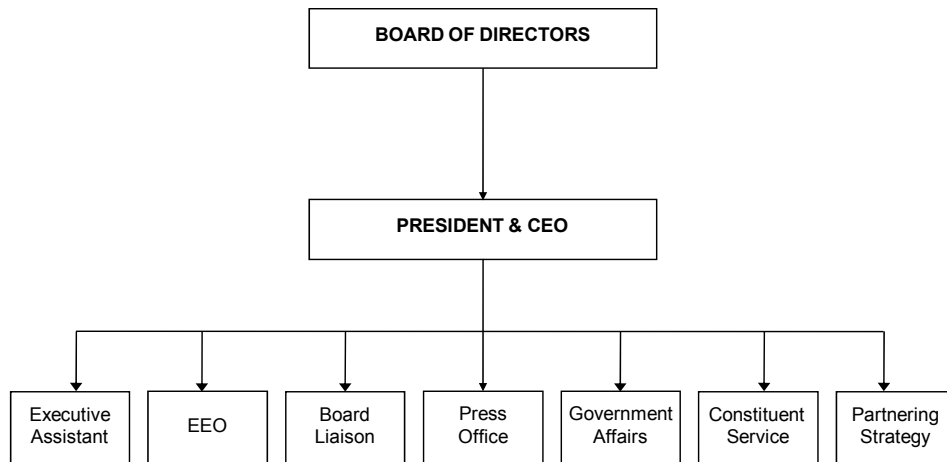 BOARD OF DIRECTORS
PRESIDENT & CEO
Executive
Assistant
EEO
Board
Liaison
Press
Office
Government
Affairs
Constituent
Service
Partnering
Strategy